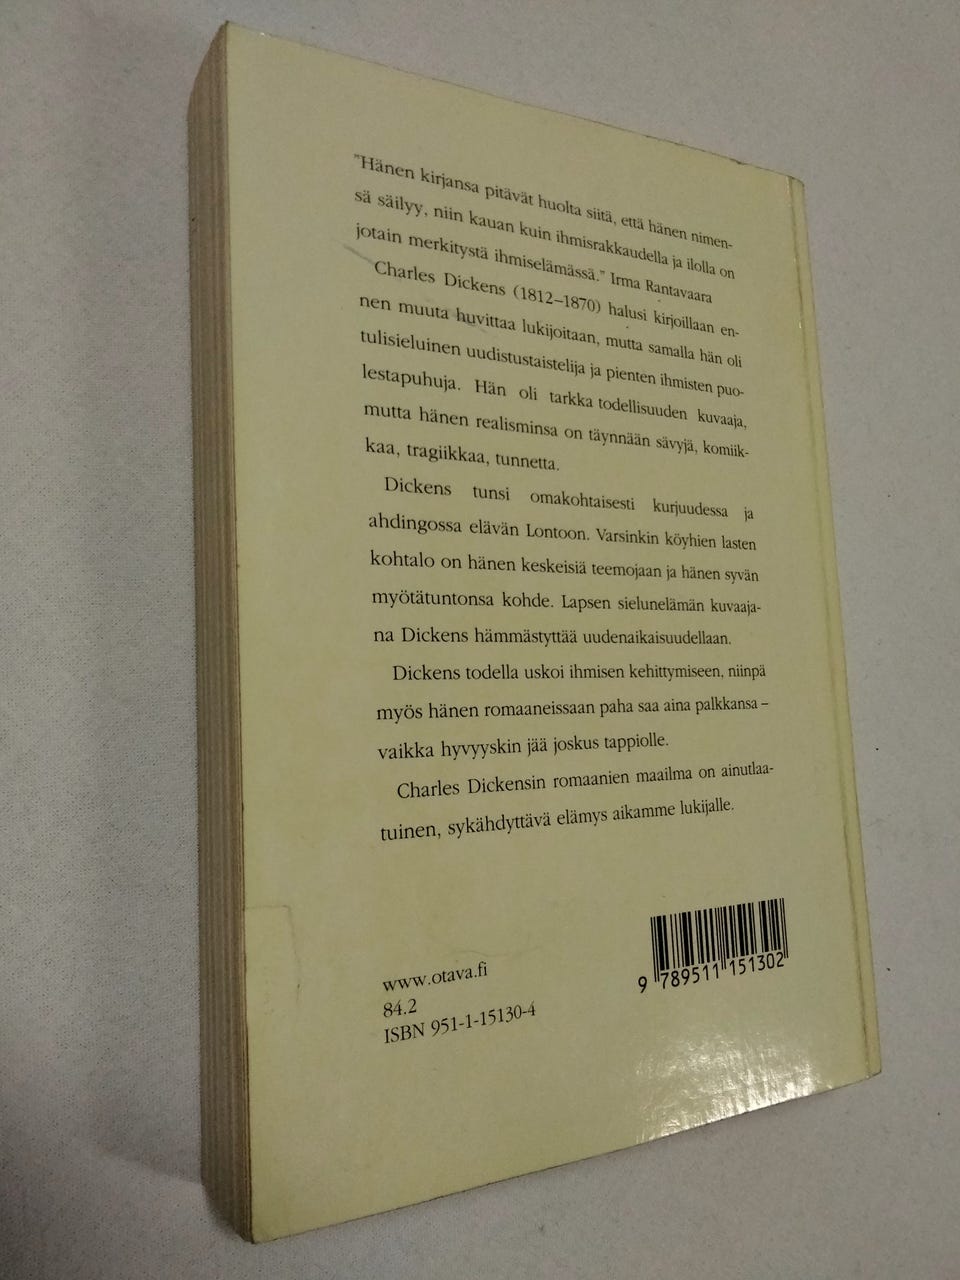 ”Hänen kirjansa pitävät huolta siitä, että hänen nimen-
sä säilyy, niin kauan kuin ihmisrakkaudella ja ilolla on
jotain merkitystä ihmiselämässä.” Irma Rantavaara
Charles Dickens (1812–1870) halusi kirjoillaan en-
nen muuta huvittaa lukijoitaan, mutta samalla hän oli
tulisieluinen uudistustaistelija ja pienten ihmisten puo-
lestapuhuja. Hän oli tarkka todellisuuden kuvaaja,
mutta hänen realisminsa on täynnään sävyjä, komiik-
kaa, tragiikkaa, tunnetta.
Dickens tunsi omakohtaisesti kurjuudessa ja
ahdingossa elävän Lontoon. Varsinkin köyhien lasten
kohtalo on hänen keskeisiä teemojaan ja hänen syvän
myötätuntonsa kohde. Lapsen sielunelämän kuvaaja-
na Dickens hämmästyttää uudenaikaisuudellaan.
Dickens todella uskoi ihmisen kehittymiseen, niinpä
myös hänen romaaneissaan paha saa aina palkkansa –
vaikka hyvyyskin jää joskus tappiolle.
Charles Dickensin romaanien maailma on ainutlaa-
tuinen, sykähdyttävä elämys aikamme lukijalle.
www.otava.fi
84.2
ISBN 951-1-15130-4
9 789511 151302